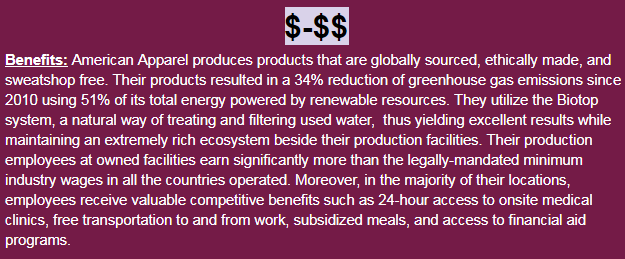 $-$$
Benefits: American Apparel produces products that are globally sourced, ethically made, and
sweatshop free. Their products resulted in a 34% reduction of greenhouse gas emissions since
2010 using 51% of its total energy powered by renewable resources. They utilize the Biotop
system, a natural way of treating and filtering used water,  thus yielding excellent results while
maintaining an extremely rich ecosystem beside their production facilities. Their production
employees at owned facilities earn significantly more than the legally-mandated minimum
industry wages in all the countries operated. Moreover, in the majority of their locations,
employees receive valuable competitive benefits such as 24-hour access to onsite medical
clinics, free transportation to and from work, subsidized meals, and access to financial aid
programs.